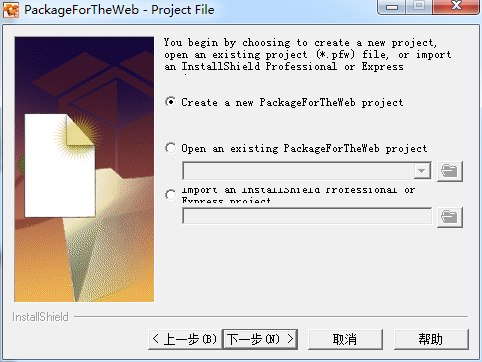 PackageForTheWeb - Project File
You begin by choosing to create a new project,
open an existing project (*.pfw) file, or import
an InstallShield Professional or Express
Create a new PackageForTheWeb project
Open an existing PackageForTheWeb project
Import an InstallShield Professional or
Express project
InstallShield
< 上一步(B)
下一步(N) >
取消
帮助